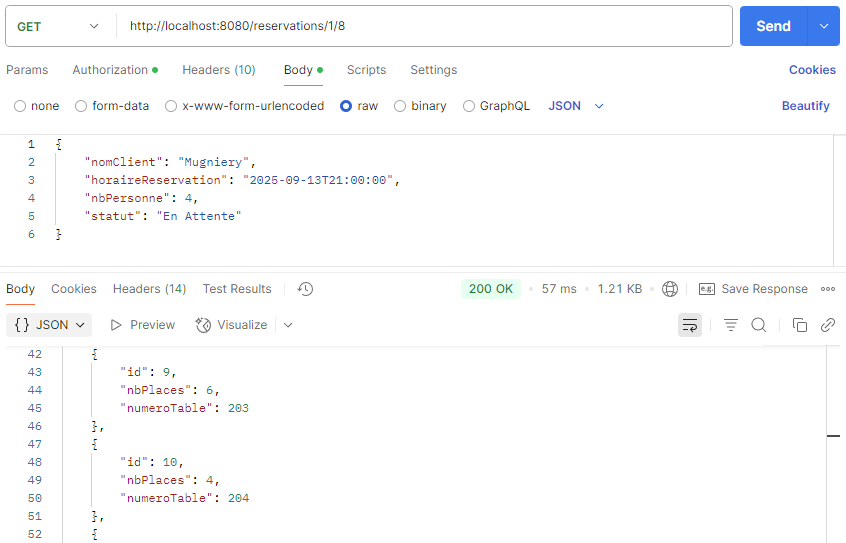 GET http://localhost:8080/reservations/1/8 Send
Params Authorization Headers (10) Body Scripts Settings Cookies
none form-data x-www-form-urlencoded raw binary GraphQL JSON Beautify
1 {
2 "nomClient": "Mugniery",
3 "horaireReservation": "2025-09-13T21:00:00",
4 "nbPersonne": 4,
5 "statut": "En Attente"
6 }
Body Cookies Headers (14) Test Results 200 OK 57 ms 1.21 KB e.g. Save Response
{} JSON Preview Visualize
42 {
43 "id": 9,
44 "nbPlaces": 6,
45 "numeroTable": 203
46 },
47 {
48 "id": 10,
49 "nbPlaces": 4,
50 "numeroTable": 204
51 },
52 {